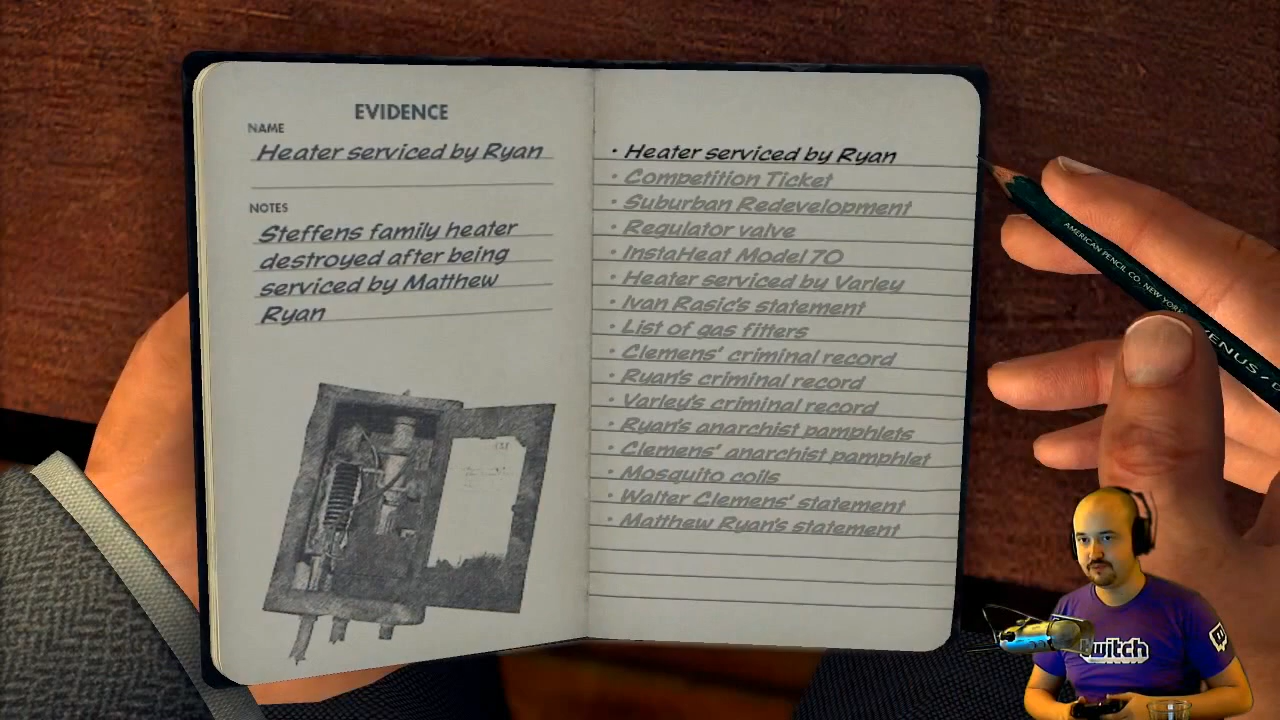 EVIDENCE
NAME
Heater serviced by Ryan
NOTES
Steffens family heater
destroyed after being
serviced by Matthew
Ryan
• Heater serviced by Ryan
• Competition Ticket
• Suburban Redevelopment
• Regulator valve
• InstaHeat Model 70
• Heater serviced by Varley
• Ivan Rasic's statement
• List of gas fitters
• Clemens' criminal record
• Ryan's criminal record
• Varley's criminal record
• Ryan's anarchist pamphlets
• Clemens' anarchist pamphlet
• Mosquito coils
• Walter Clemens' statement
• Matthew Ryan's statement
AMERICAN PENCIL CO. NEW YORK
VENUS
twitch